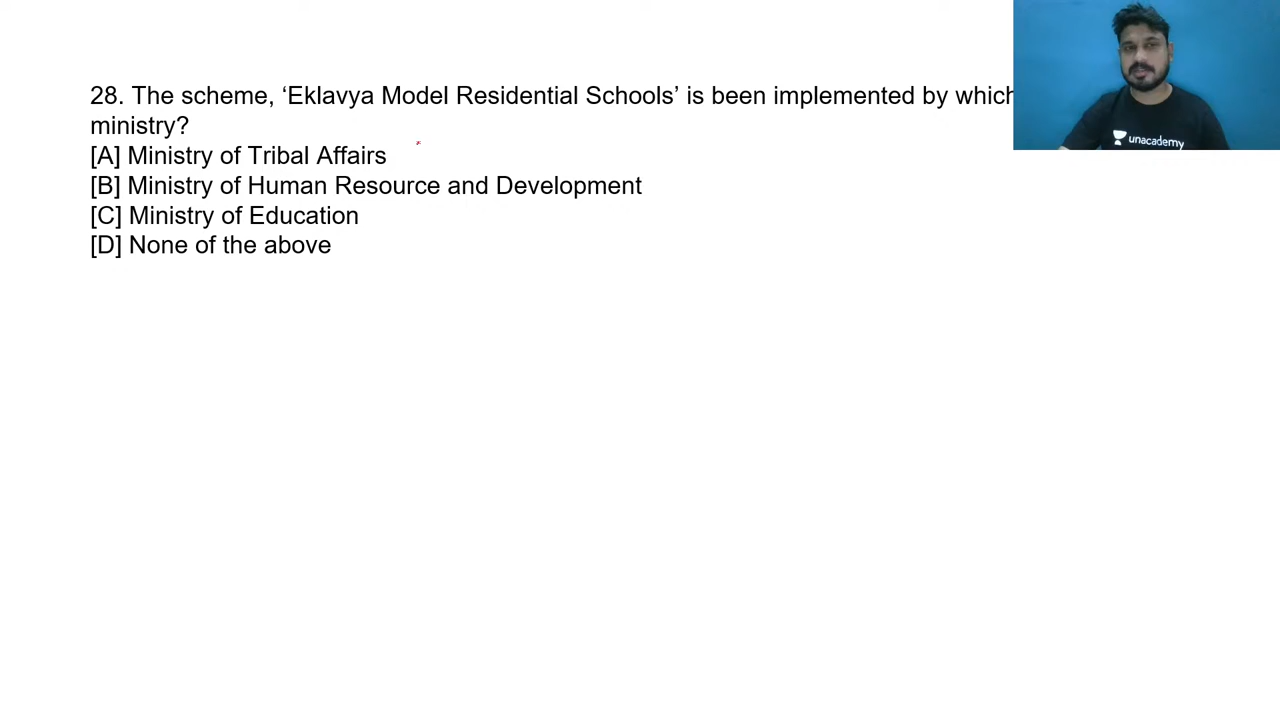 28. The scheme, ‘Eklavya Model Residential Schools’ is been implemented by which
ministry?
[A] Ministry of Tribal Affairs
[B] Ministry of Human Resource and Development
[C] Ministry of Education
[D] None of the above
unacademy